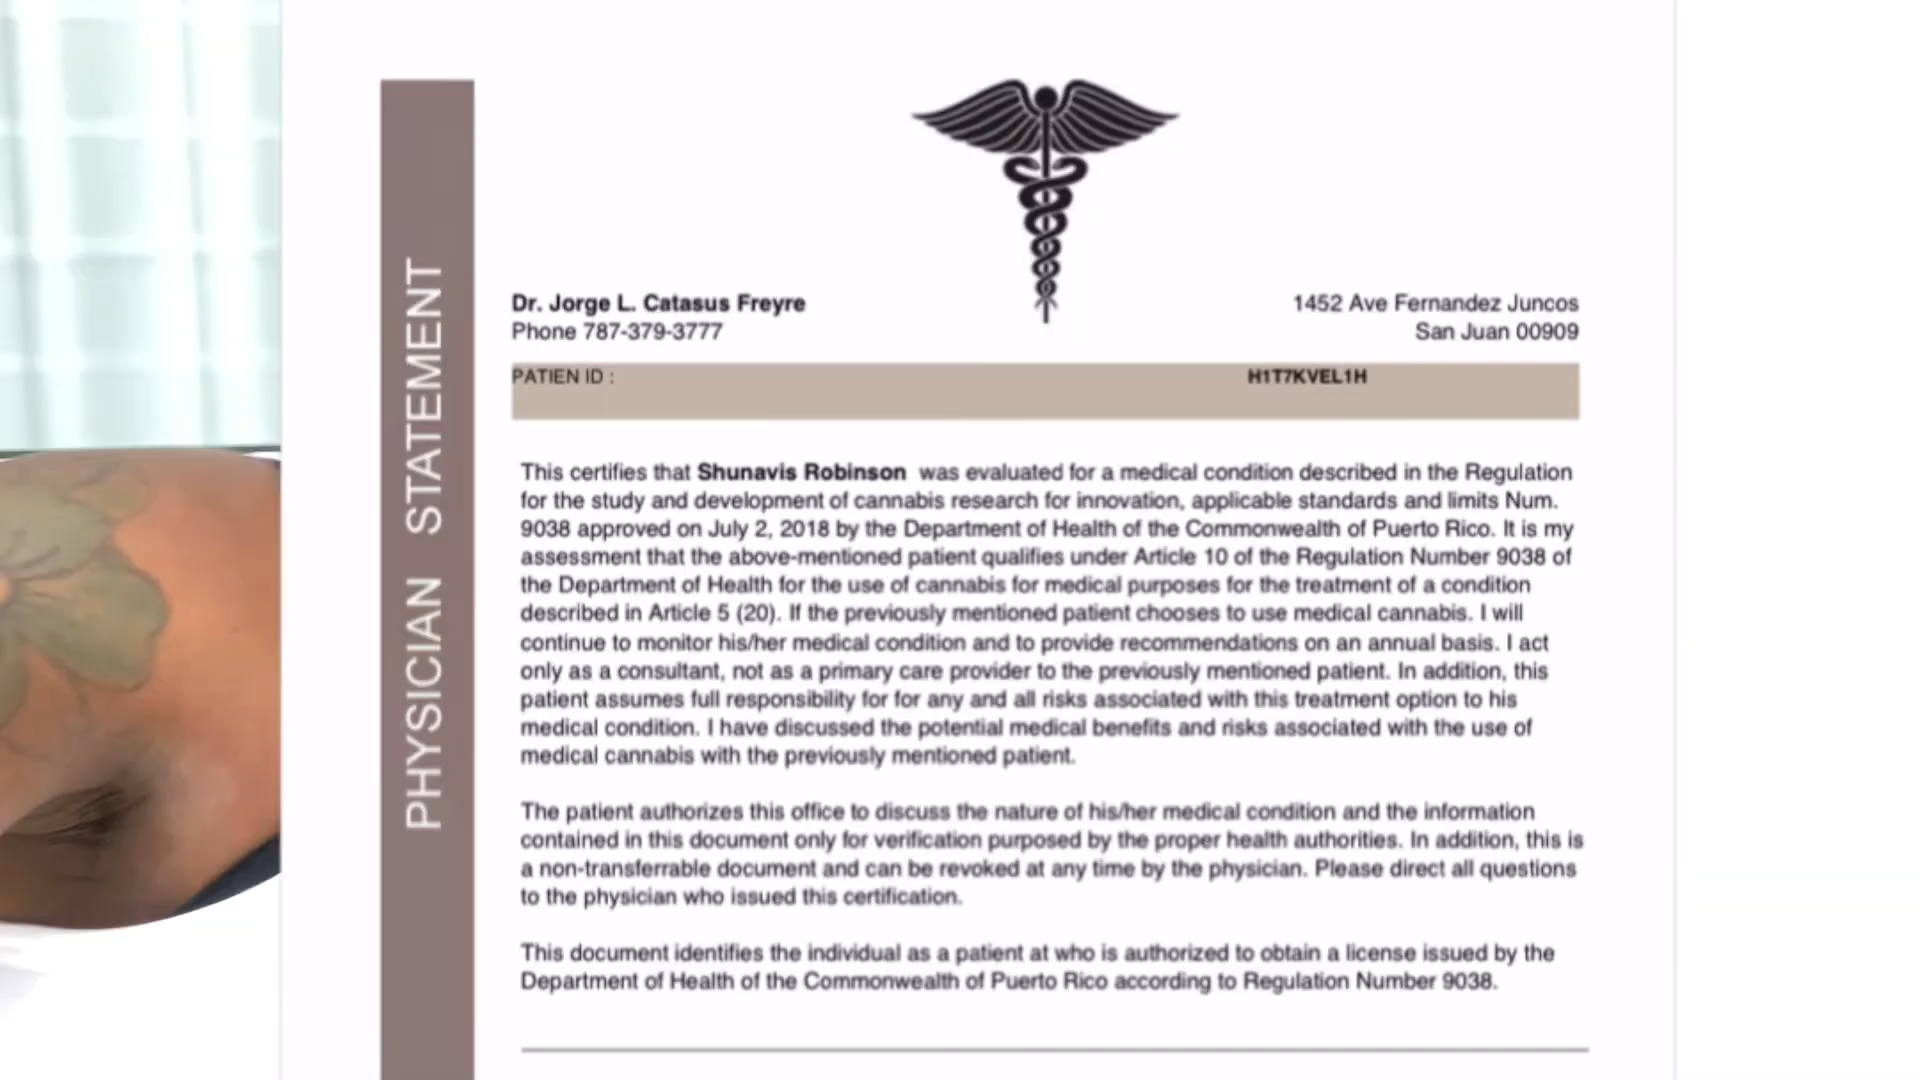 PHYSICIAN STATEMENT
Dr. Jorge L. Catasus Freyre
Phone 787-379-3777
1452 Ave Fernandez Juncos
San Juan 00909
PATIEN ID : H1T7KVEL1H
This certifies that Shunavis Robinson was evaluated for a medical condition described in the Regulation
for the study and development of cannabis research for innovation, applicable standards and limits Num.
9038 approved on July 2, 2018 by the Department of Health of the Commonwealth of Puerto Rico. It is my
assessment that the above-mentioned patient qualifies under Article 10 of the Regulation Number 9038 of
the Department of Health for the use of cannabis for medical purposes for the treatment of a condition
described in Article 5 (20). If the previously mentioned patient chooses to use medical cannabis. I will
continue to monitor his/her medical condition and to provide recommendations on an annual basis. I act
only as a consultant, not as a primary care provider to the previously mentioned patient. In addition, this
patient assumes full responsibility for for any and all risks associated with this treatment option to his
medical condition. I have discussed the potential medical benefits and risks associated with the use of
medical cannabis with the previously mentioned patient.
The patient authorizes this office to discuss the nature of his/her medical condition and the information
contained in this document only for verification purposed by the proper health authorities. In addition, this is
a non-transferrable document and can be revoked at any time by the physician. Please direct all questions
to the physician who issued this certification.
This document identifies the individual as a patient at who is authorized to obtain a license issued by the
Department of Health of the Commonwealth of Puerto Rico according to Regulation Number 9038.